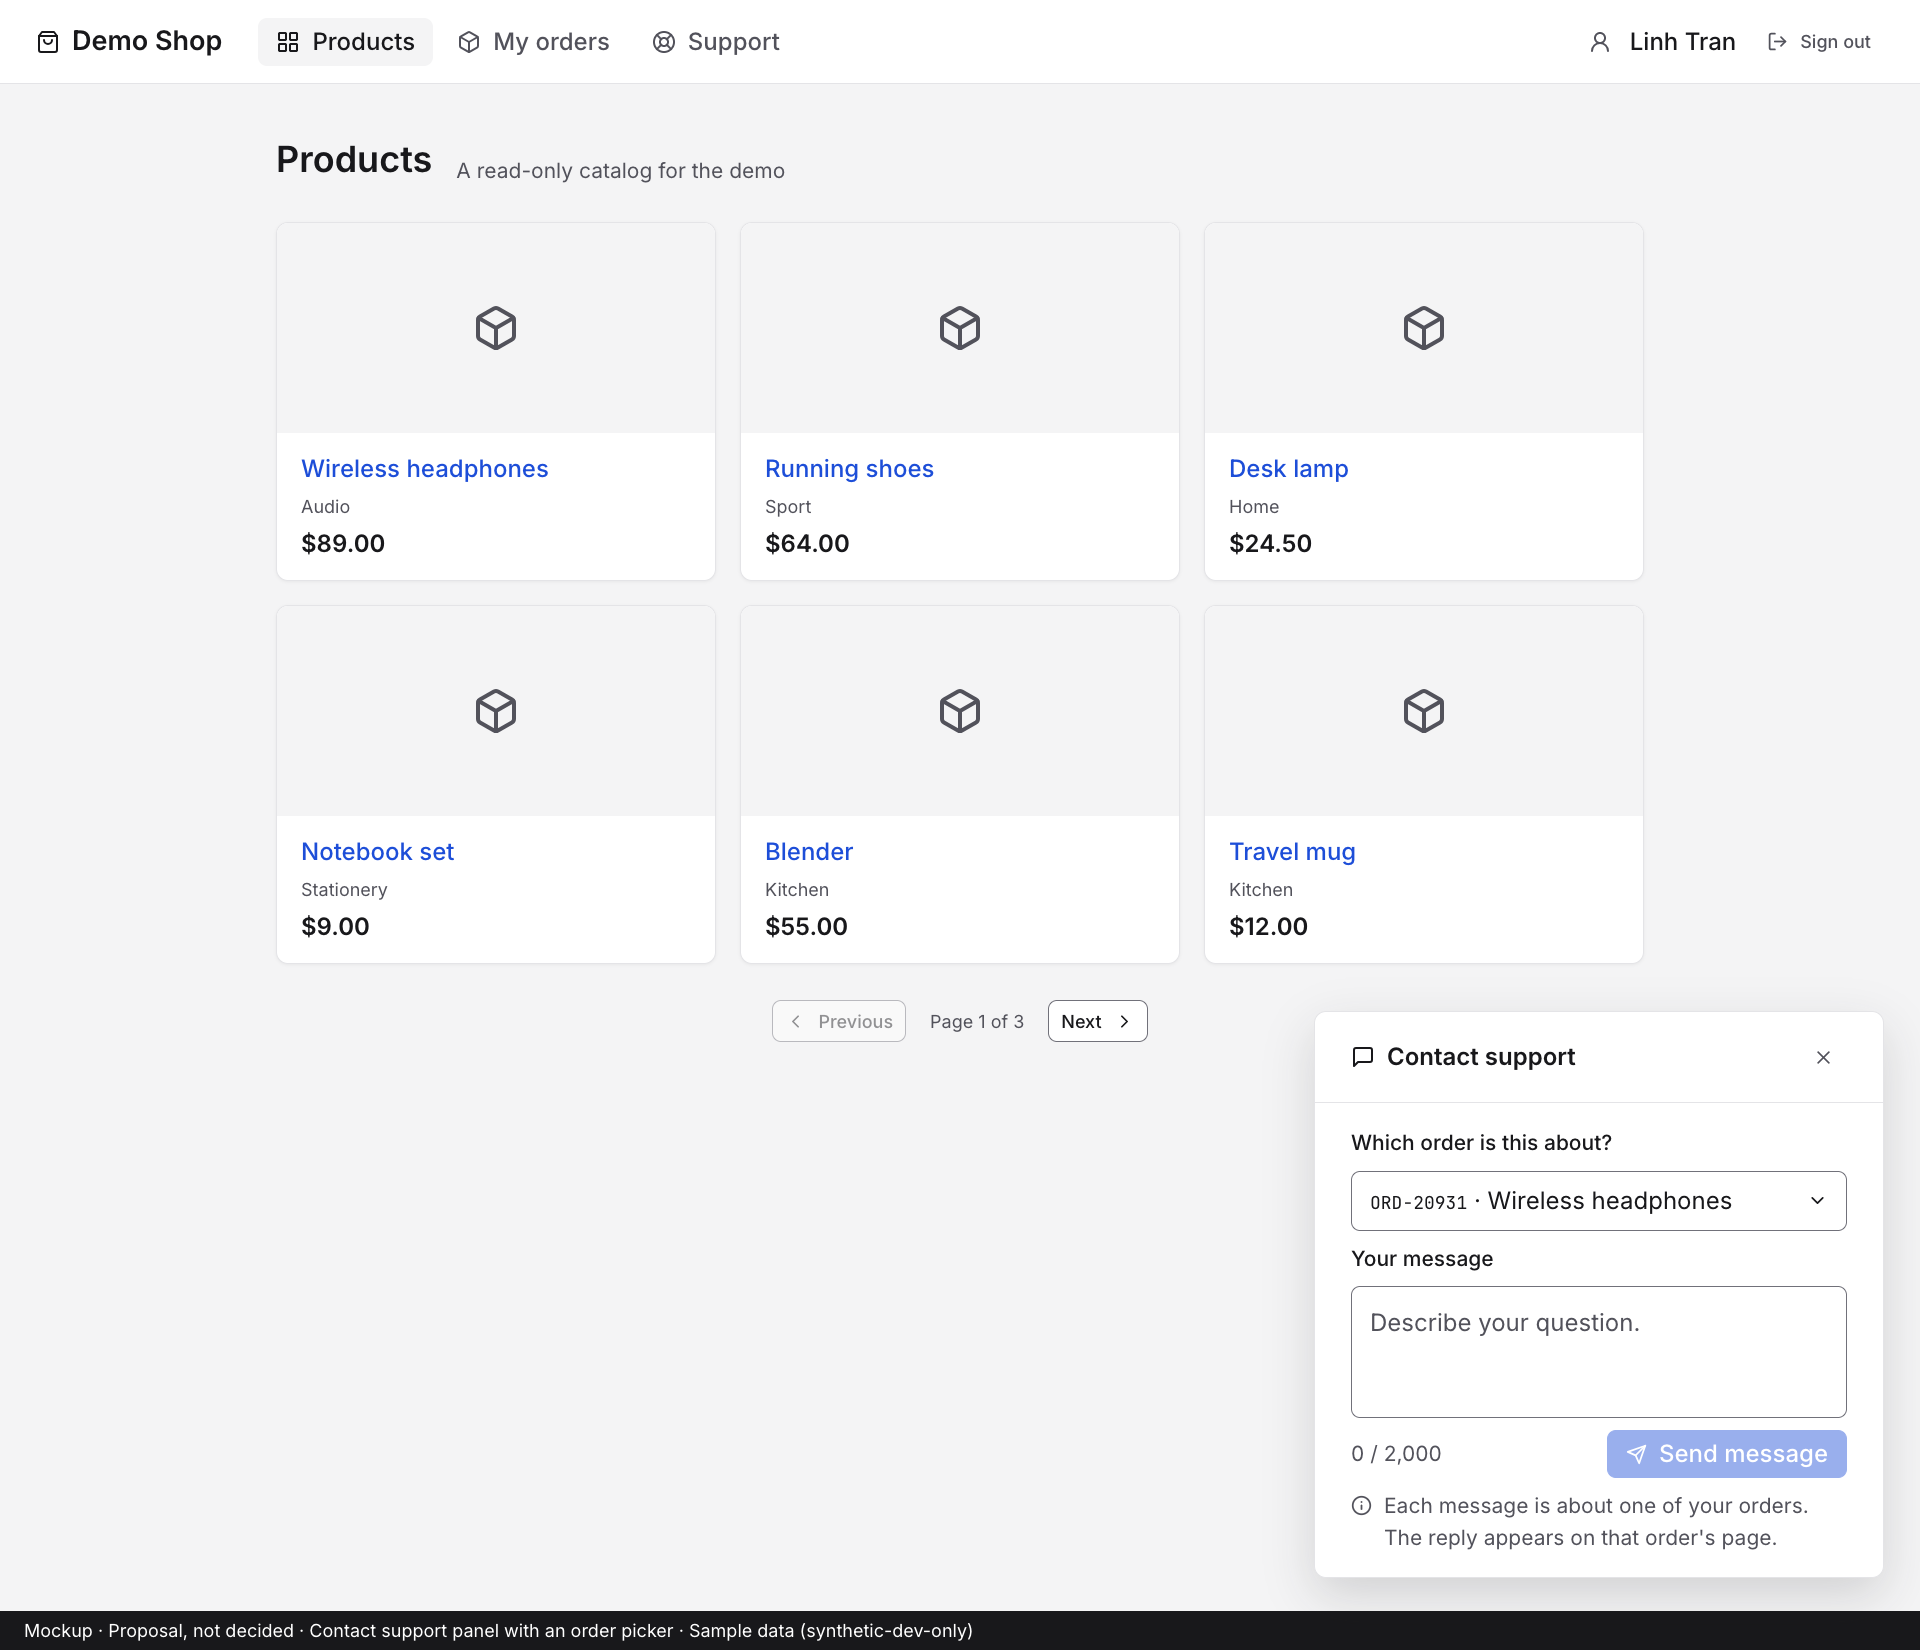 Demo Shop
Products
My orders
Support
Linh Tran
Sign out
Products
A read-only catalog for the demo
Wireless headphones
Audio
$89.00
Running shoes
Sport
$64.00
Desk lamp
Home
$24.50
Notebook set
Stationery
$9.00
Blender
Kitchen
$55.00
Travel mug
Kitchen
$12.00
Previous
Page 1 of 3
Next
Contact support
Which order is this about?
ORD-20931 · Wireless headphones
Your message
Describe your question.
0 / 2,000
Send message
Each message is about one of your orders.
The reply appears on that order's page.
Mockup · Proposal, not decided · Contact support panel with an order picker · Sample data (synthetic-dev-only)